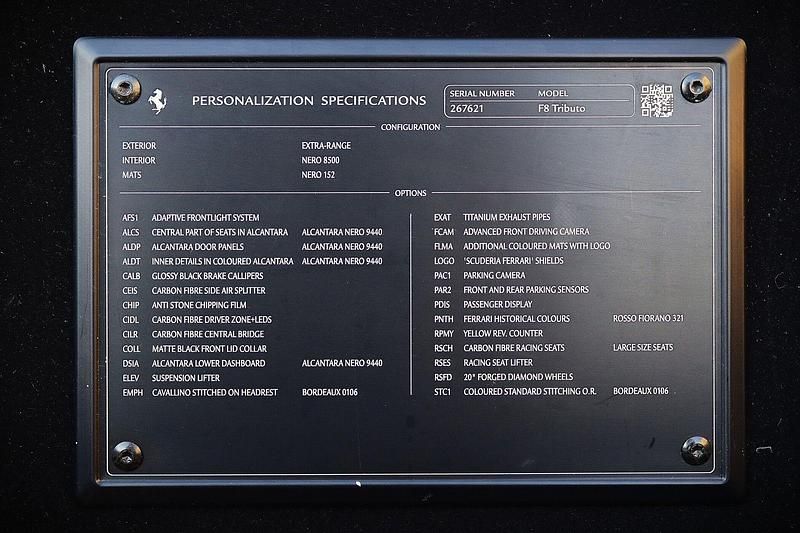 PERSONALIZATION SPECIFICATIONS
SERIAL NUMBER MODEL
267621 F8 Tributo
CONFIGURATION
EXTERIOR EXTRA-RANGE
INTERIOR NERO 8500
MATS NERO 152
OPTIONS
AFS1 ADAPTIVE FRONTLIGHT SYSTEM
ALCS CENTRAL PART OF SEATS IN ALCANTARA ALCANTARA NERO 9440
ALDP ALCANTARA DOOR PANELS ALCANTARA NERO 9440
ALDT INNER DETAILS IN COLOURED ALCANTARA ALCANTARA NERO 9440
CALB GLOSSY BLACK BRAKE CALLIPERS
CEIS CARBON FIBRE SIDE AIR SPLITTER
CHIP ANTI STONE CHIPPING FILM
CIDL CARBON FIBRE DRIVER ZONE+LEDS
CILR CARBON FIBRE CENTRAL BRIDGE
COLL MATTE BLACK FRONT LID COLLAR
DSIA ALCANTARA LOWER DASHBOARD ALCANTARA NERO 9440
ELEV SUSPENSION LIFTER
EMPH CAVALLINO STITCHED ON HEADREST BORDEAUX 0106
EXAT TITANIUM EXHAUST PIPES
FCAM ADVANCED FRONT DRIVING CAMERA
FLMA ADDITIONAL COLOURED MATS WITH LOGO
LOGO 'SCUDERIA FERRARI' SHIELDS
PAC1 PARKING CAMERA
PAR2 FRONT AND REAR PARKING SENSORS
PDIS PASSENGER DISPLAY
PNTH FERRARI HISTORICAL COLOURS ROSSO FIORANO 321
RPMY YELLOW REV. COUNTER
RSCH CARBON FIBRE RACING SEATS LARGE SIZE SEATS
RSES RACING SEAT LIFTER
RSFD 20" FORGED DIAMOND WHEELS
STC1 COLOURED STANDARD STITCHING O.R. BORDEAUX 0106